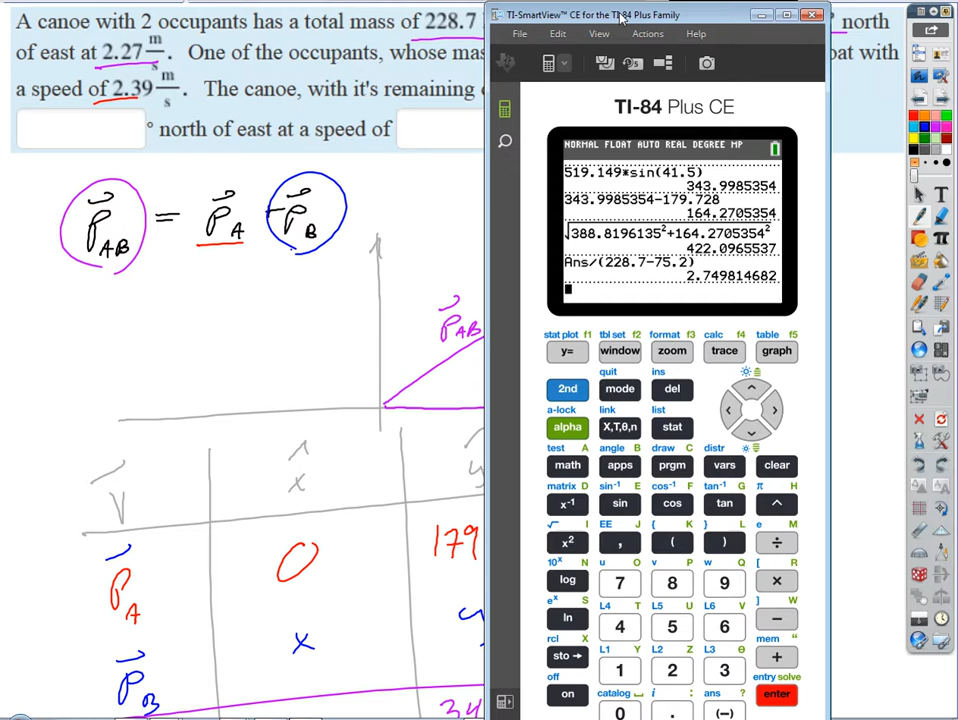 A canoe with 2 occupants has a total mass of 228.7
north
of east at 2.27 m/s. One of the occupants, whose mas
oat with
a speed of 2.39 m/s. The canoe, with it's remaining
° north of east at a speed of
P AB = P A + P B
P AB
V x
P A 0 179
P B x
34
TI-SmartView™ CE for the TI-84 Plus Family
File Edit View Actions Help
TI-84 Plus CE
NORMAL FLOAT AUTO REAL DEGREE MP
519.149*sin(41.5)
343.9985354
343.9985354-179.728
164.2705354
√388.8196135²+164.2705354²
422.0965537
Ans/(228.7-75.2)
2.749814682
stat plot f1 tbl set f2 format f3 calc f4 table f5
y= window zoom trace graph
quit ins
2nd mode del
a-lock link list
alpha X,T,θ,n stat
test A angle B draw C distr
math apps prgm vars clear
matrix D sin⁻¹ E cos⁻¹ F tan⁻¹ G π H
x⁻¹ sin cos tan ^
√ I EE J { K } L e M
x² , ( ) ÷
10ˣ N u O v P w Q [ R
log 7 8 9 ×
eˣ S L4 T L5 U L6 V ] W
ln 4 5 6 −
rcl X L1 Y L2 Z L3 θ mem "
sto→ 1 2 3 +
off catalog i : ans ? entry solve
on 0 . (−) enter